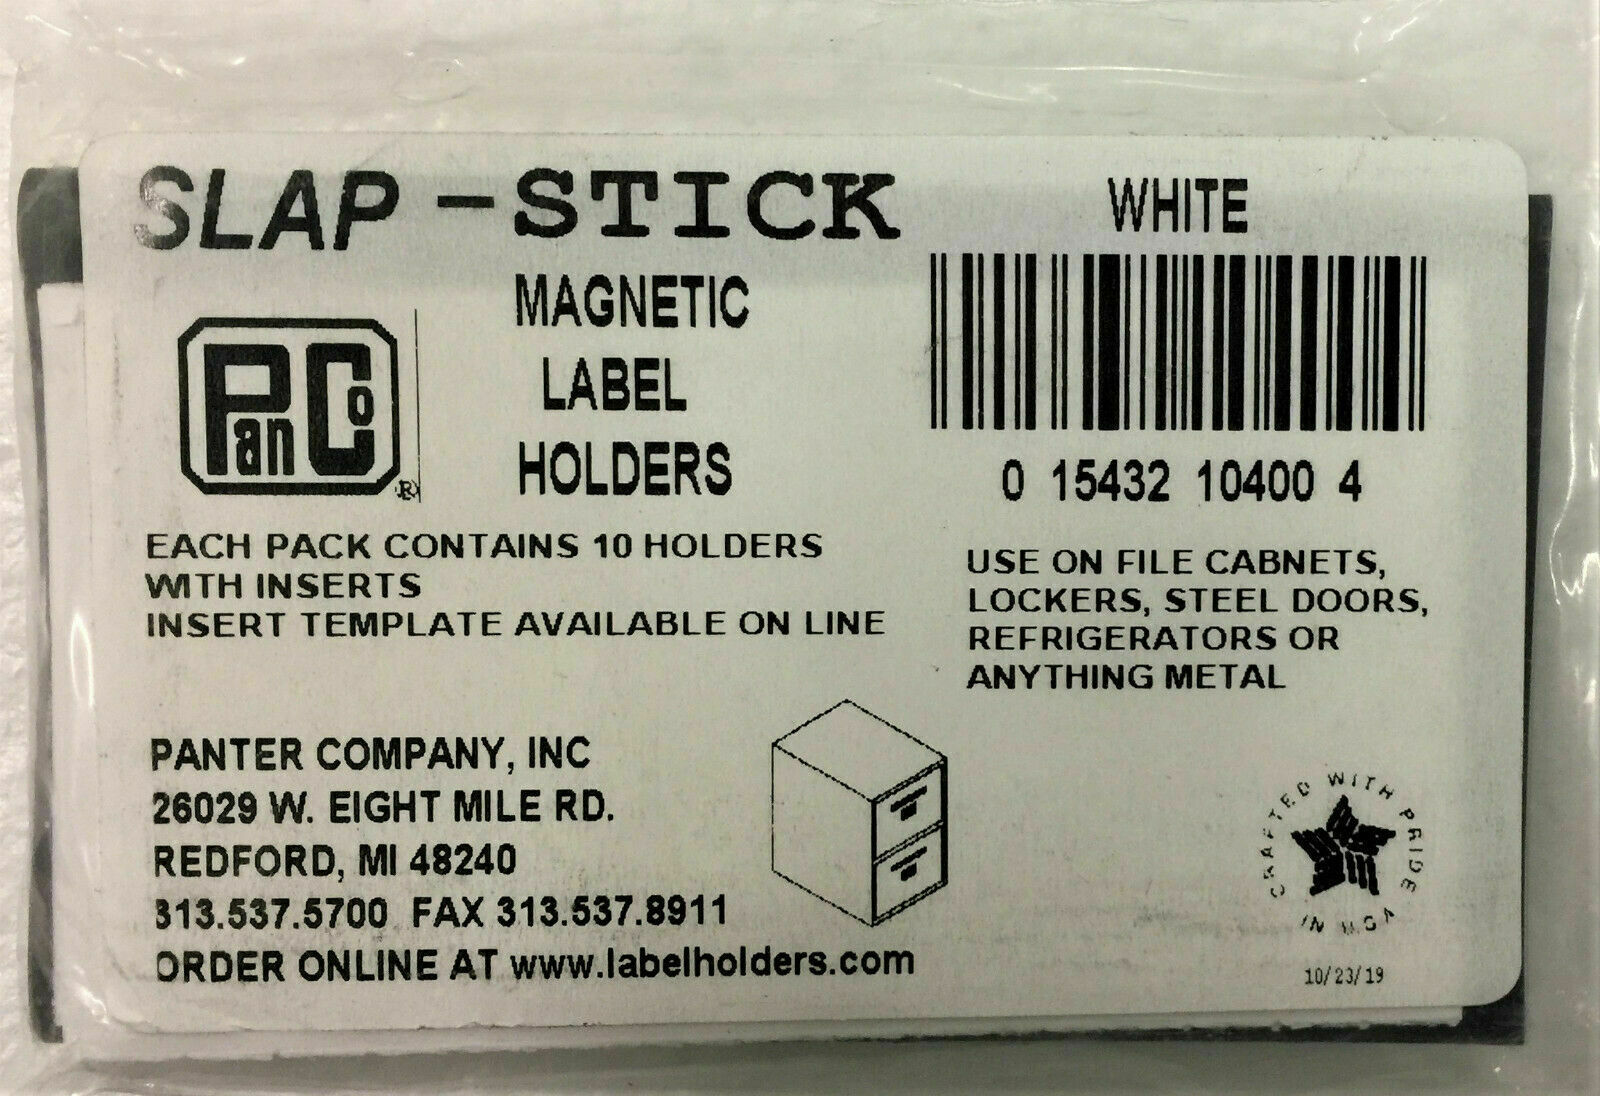 SLAP -STICK
WHITE
MAGNETIC
LABEL
HOLDERS
Pan Co
®
0 15432 10400 4
EACH PACK CONTAINS 10 HOLDERS
WITH INSERTS
INSERT TEMPLATE AVAILABLE ON LINE
USE ON FILE CABNETS,
LOCKERS, STEEL DOORS,
REFRIGERATORS OR
ANYTHING METAL
PANTER COMPANY, INC
26029 W. EIGHT MILE RD.
REDFORD, MI 48240
313.537.5700 FAX 313.537.8911
ORDER ONLINE AT www.labelholders.com
CRAFTED WITH PRIDE
IN USA
10/23/19